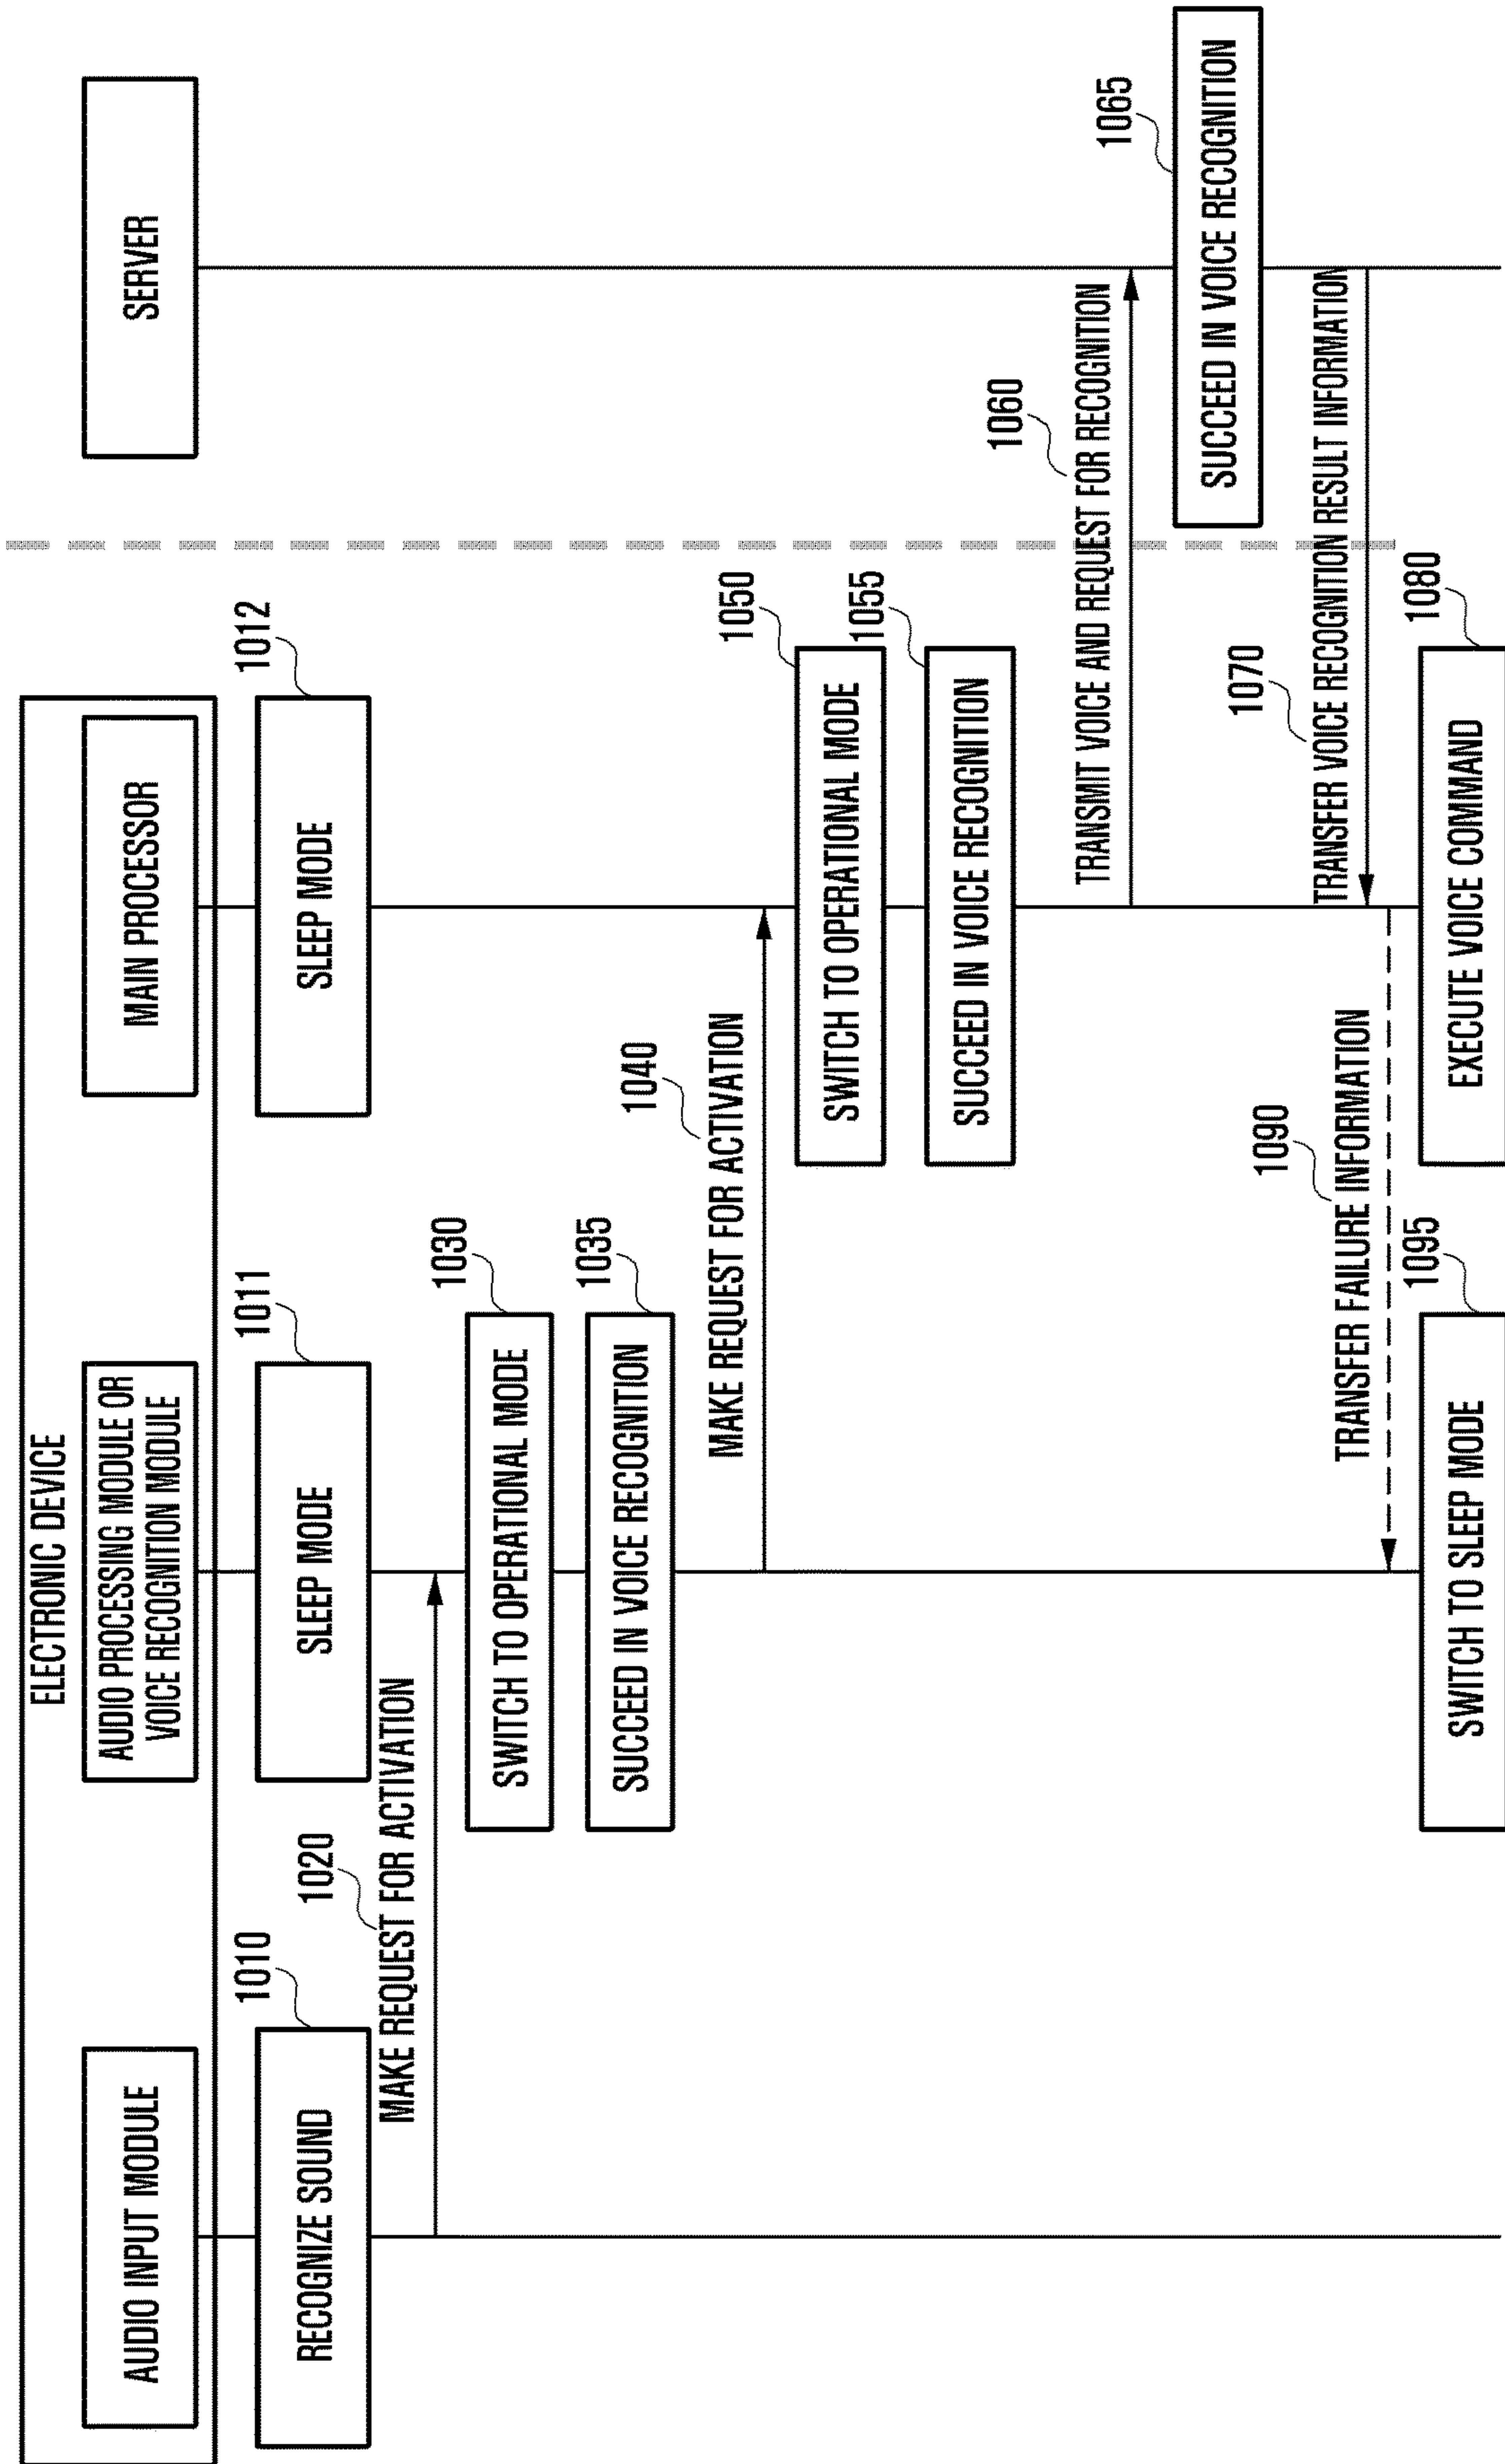 ELECTRONIC DEVICE
AUDIO INPUT MODULE
AUDIO PROCESSING MODULE OR
VOICE RECOGNITION MODULE
MAIN PROCESSOR
SERVER
1010
RECOGNIZE SOUND
1011
SLEEP MODE
1012
SLEEP MODE
1020
MAKE REQUEST FOR ACTIVATION
1030
SWITCH TO OPERATIONAL MODE
1035
SUCCEED IN VOICE RECOGNITION
1040
MAKE REQUEST FOR ACTIVATION
1050
SWITCH TO OPERATIONAL MODE
1055
SUCCEED IN VOICE RECOGNITION
1060
TRANSMIT VOICE AND REQUEST FOR RECOGNITION
1065
SUCCEED IN VOICE RECOGNITION
1070
TRANSFER VOICE RECOGNITION RESULT INFORMATION
1090
TRANSFER FAILURE INFORMATION
1095
SWITCH TO SLEEP MODE
1080
EXECUTE VOICE COMMAND